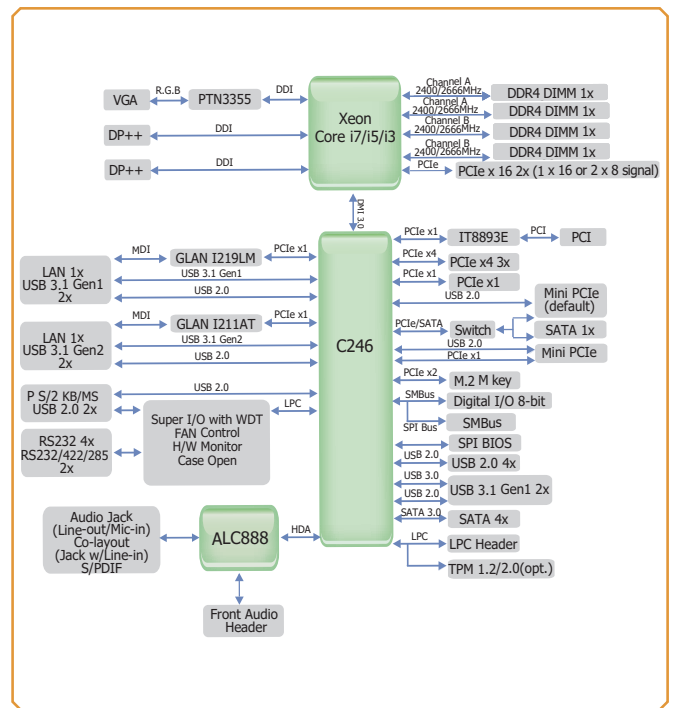 VGA
R.G.B
PTN3355
DDI
DP++
DDI
DP++
DDI
Xeon
Core i7/i5/i3
Channel A
2400/2666MHz
DDR4 DIMM 1x
Channel A
2400/2666MHz
DDR4 DIMM 1x
Channel B
2400/2666MHz
DDR4 DIMM 1x
Channel B
2400/2666MHz
DDR4 DIMM 1x
PCIe
PCIe x 16 2x (1 x 16 or 2 x 8 signal)
DMI 3.0
LAN 1x
USB 3.1 Gen1
2x
MDI
GLAN I219LM
PCIe x1
USB 3.1 Gen1
USB 2.0
LAN 1x
USB 3.1 Gen2
2x
MDI
GLAN I211AT
PCIe x1
USB 3.1 Gen2
USB 2.0
P S/2 KB/MS
USB 2.0 2x
USB 2.0
RS232 4x
RS232/422/285
2x
Super I/O with WDT
FAN Control
H/W Monitor
Case Open
LPC
C246
PCIe x1
IT8893E
PCI
PCI
PCIe x4
PCIe x4 3x
PCIe x1
PCIe x1
USB 2.0
Mini PCIe
(default)
PCIe/SATA
Switch
SATA 1x
USB 2.0
PCIe x1
Mini PCIe
PCIe x2
M.2 M key
SMBus
Digital I/O 8-bit
SMBus
SPI Bus
SPI BIOS
USB 2.0
USB 2.0 4x
USB 3.0
USB 2.0
USB 3.1 Gen1 2x
SATA 3.0
SATA 4x
LPC
LPC Header
TPM 1.2/2.0(opt.)
Audio Jack
(Line-out/Mic-in)
Co-layout
(Jack w/Line-in)
S/PDIF
ALC888
HDA
Front Audio
Header